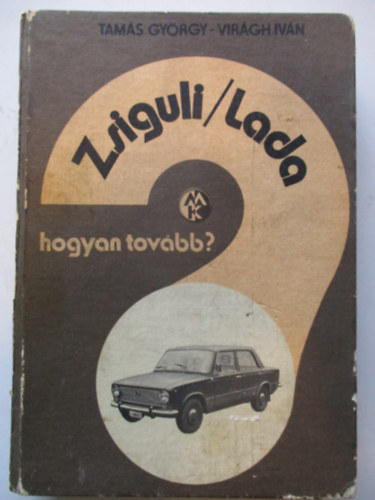 TAMÁS GYÖRGY - VIRÁGH IVÁN
Zsiguli/Lada
MK
hogyan tovább?